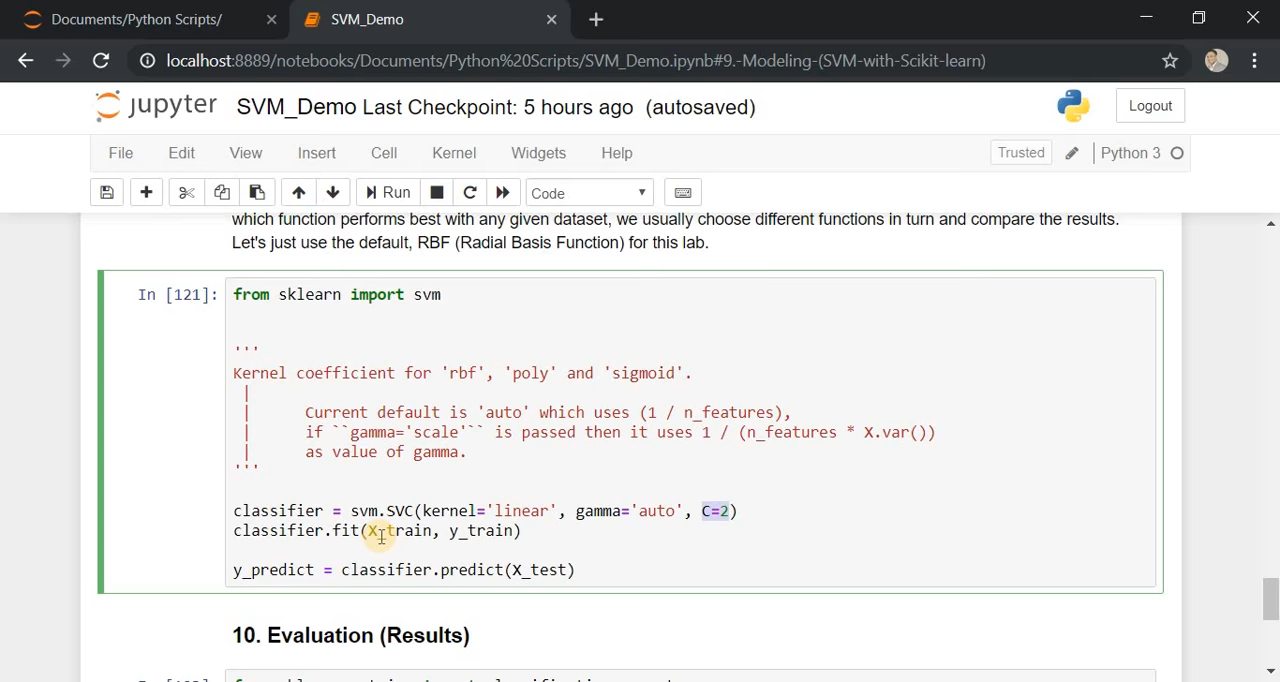 Documents/Python Scripts/
SVM_Demo
localhost:8889/notebooks/Documents/Python%20Scripts/SVM_Demo.ipynb#9.-Modeling-(SVM-with-Scikit-learn)
jupyter SVM_Demo Last Checkpoint: 5 hours ago (autosaved) Logout
File Edit View Insert Cell Kernel Widgets Help Trusted Python 3
Run Code
which function performs best with any given dataset, we usually choose different functions in turn and compare the results.
Let's just use the default, RBF (Radial Basis Function) for this lab.
In [121]: from sklearn import svm
'''
Kernel coefficient for 'rbf', 'poly' and 'sigmoid'.
|
| Current default is 'auto' which uses (1 / n_features),
| if ``gamma='scale'`` is passed then it uses 1 / (n_features * X.var())
| as value of gamma.
'''
classifier = svm.SVC(kernel='linear', gamma='auto', C=2)
classifier.fit(X_train, y_train)
y_predict = classifier.predict(X_test)
10. Evaluation (Results)